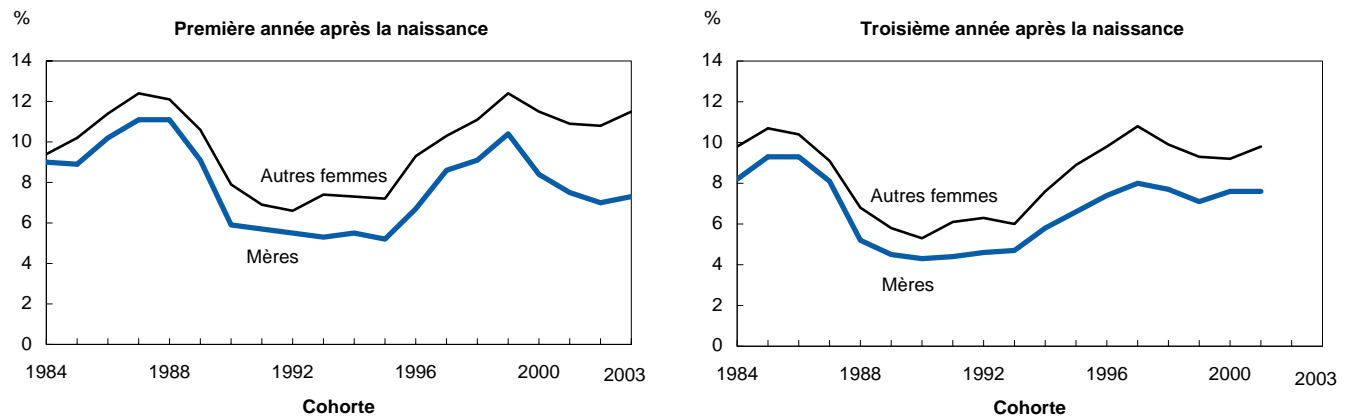 %
Première année après la naissance
14
12
10
8
6
4
2
0
Autres femmes
Mères
1984 1988 1992 1996 2000 2003
Cohorte
%
Troisième année après la naissance
14
12
10
8
6
4
2
0
Autres femmes
Mères
1984 1988 1992 1996 2000 2003
Cohorte